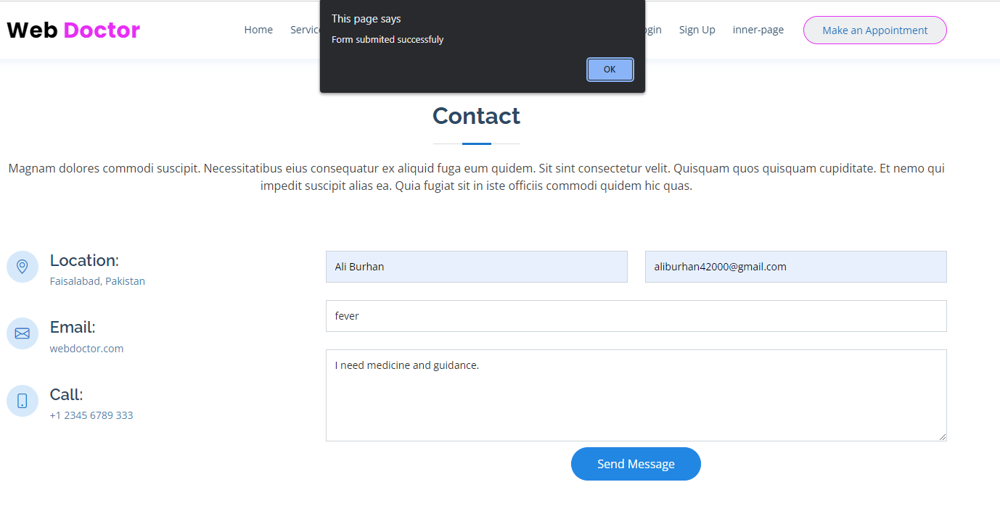 This page says
Form submited successfuly
OK
Web Doctor
Home
Sign Up
inner-page
Make an Appointment
Contact
Magnam dolores commodi suscipit. Necessitatibus eius consequatur ex aliquid fuga eum quidem. Sit sint consectetur velit. Quisquam quos quisquam cupiditate. Et nemo qui
impedit suscipit alias ea. Quia fugiat sit in iste officiis commodi quidem hic quas.
Location:
Faisalabad, Pakistan
Email:
webdoctor.com
Call:
+1 2345 6789 333
Ali Burhan
aliburhan42000@gmail.com
fever
I need medicine and guidance.
Send Message